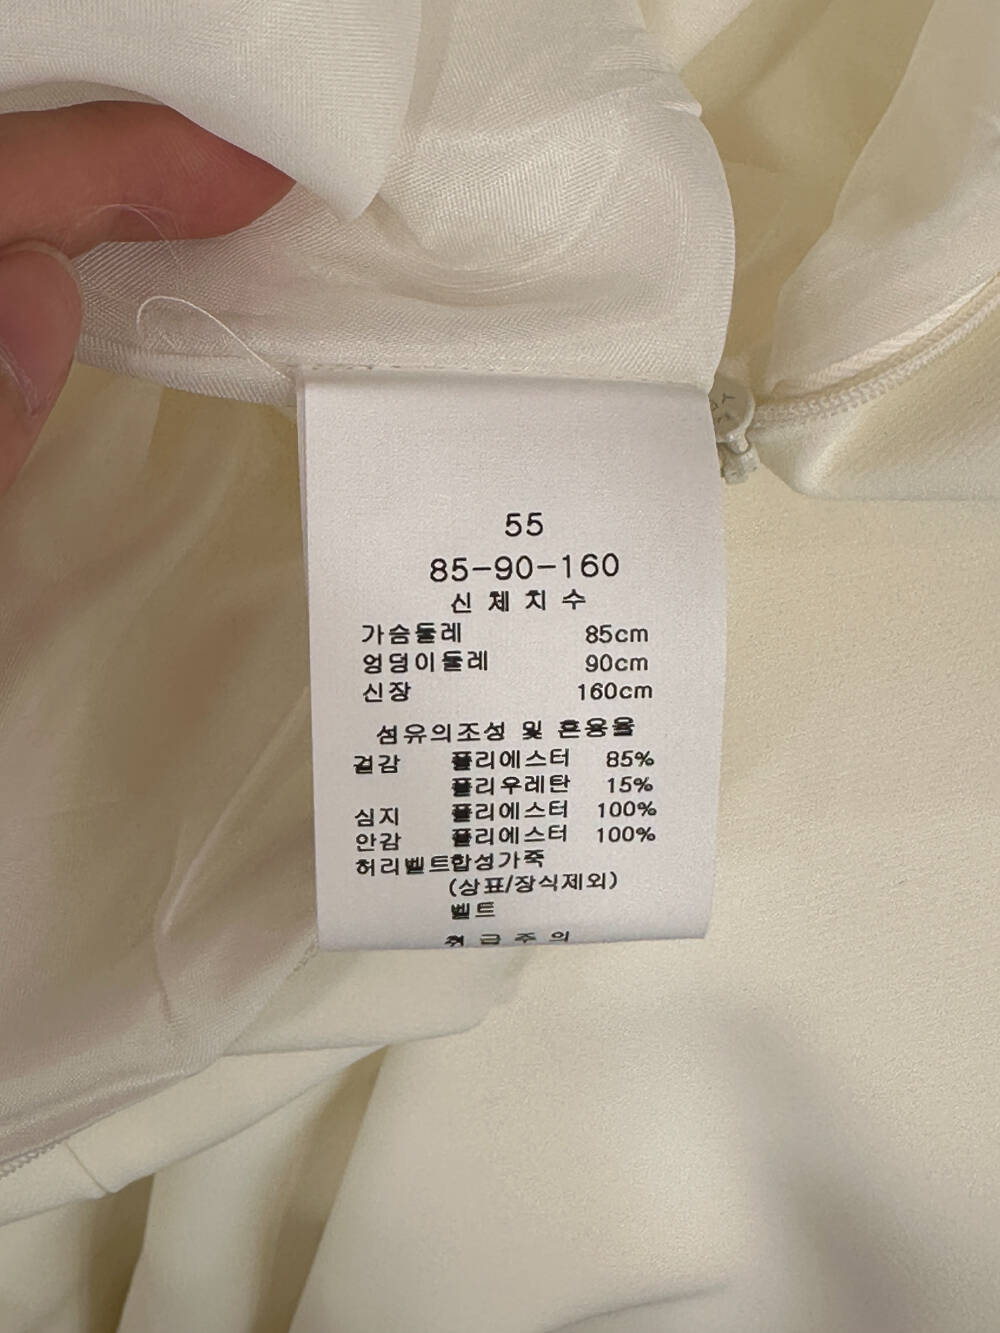 55
85-90-160
신 체 치 수
가슴둘레 85cm
엉덩이둘레 90cm
신장 160cm
섬유의조성 및 혼용율
겉감 폴리에스터 85%
폴리우레탄 15%
심지 폴리에스터 100%
안감 폴리에스터 100%
허리벨트합성가죽
(상표/장식제외)
벨트
취 급 주 의